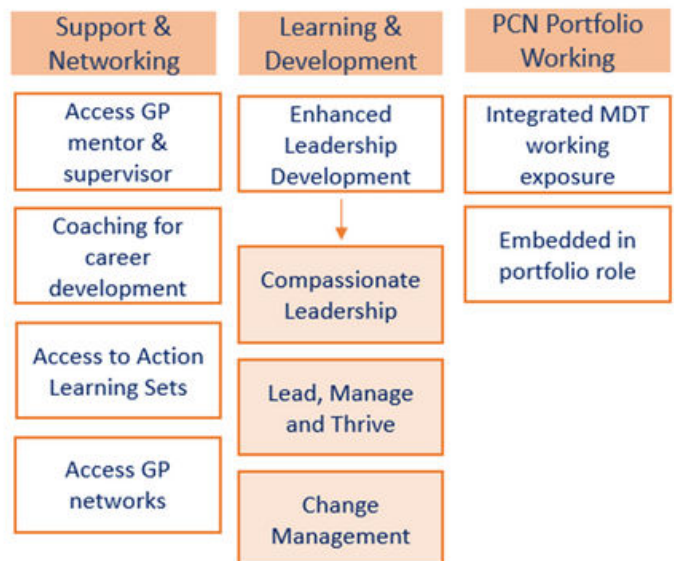 Support &
Networking
Access GP
mentor &
supervisor
Coaching for
career
development
Access to Action
Learning Sets
Access GP
networks
Learning &
Development
Enhanced
Leadership
Development
Compassionate
Leadership
Lead, Manage
and Thrive
Change
Management
PCN Portfolio
Working
Integrated MDT
working
exposure
Embedded in
portfolio role